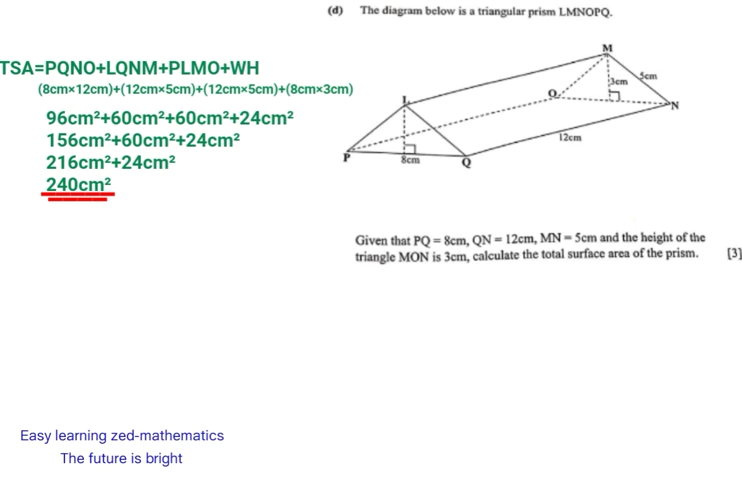 (d) The diagram below is a triangular prism LMNOPQ.
TSA=PQNO+LQNM+PLMO+WH
(8cm×12cm)+(12cm×5cm)+(12cm×5cm)+(8cm×3cm)
96cm²+60cm²+60cm²+24cm²
156cm²+60cm²+24cm²
216cm²+24cm²
240cm²
M
5cm
3cm
O
N
L
12cm
P
8cm
Q
Given that PQ = 8cm, QN = 12cm, MN = 5cm and the height of the
triangle MON is 3cm, calculate the total surface area of the prism. [3]
Easy learning zed-mathematics
The future is bright